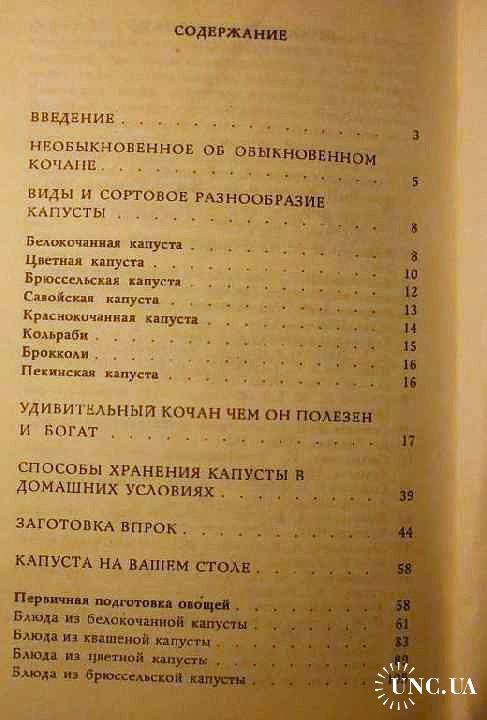 СОДЕРЖАНИЕ
ВВЕДЕНИЕ . . . . . . . . . . . . . . 3
НЕОБЫКНОВЕННОЕ ОБ ОБЫКНОВЕННОМ
КОЧАНЕ. . . . . . . . . . . . . . . 5
ВИДЫ И СОРТОВОЕ РАЗНООБРАЗИЕ
КАПУСТЫ . . . . . . . . . . . . . . 8
Белокочанная капуста . . . . . . . . . . 8
Цветная капуста . . . . . . . . . . . . 10
Брюссельская капуста . . . . . . . . . . 12
Савойская капуста . . . . . . . . . . . 13
Краснокочанная капуста . . . . . . . . . 14
Кольраби . . . . . . . . . . . . . . 15
Брокколи . . . . . . . . . . . . . . 16
Пекинская капуста . . . . . . . . . . . 16
УДИВИТЕЛЬНЫЙ КОЧАН ЧЕМ ОН ПОЛЕЗЕН
И БОГАТ . . . . . . . . . . . . . . 17
СПОСОБЫ ХРАНЕНИЯ КАПУСТЫ В
ДОМАШНИХ УСЛОВИЯХ . . . . . . . . . 39
ЗАГОТОВКА ВПРОК . . . . . . . . . . . 44
КАПУСТА НА ВАШЕМ СТОЛЕ . . . . . . . . 58
Первичная подготовка овощей . . . . . . . . 58
Блюда из белокочанной капусты . . . . . . . 61
Блюда из квашеной капусты . . . . . . . . 83
Блюда из цветной капусты . . . . . . . . 89
Блюда из брюссельской капусты . . . . . . .
UNC.UA